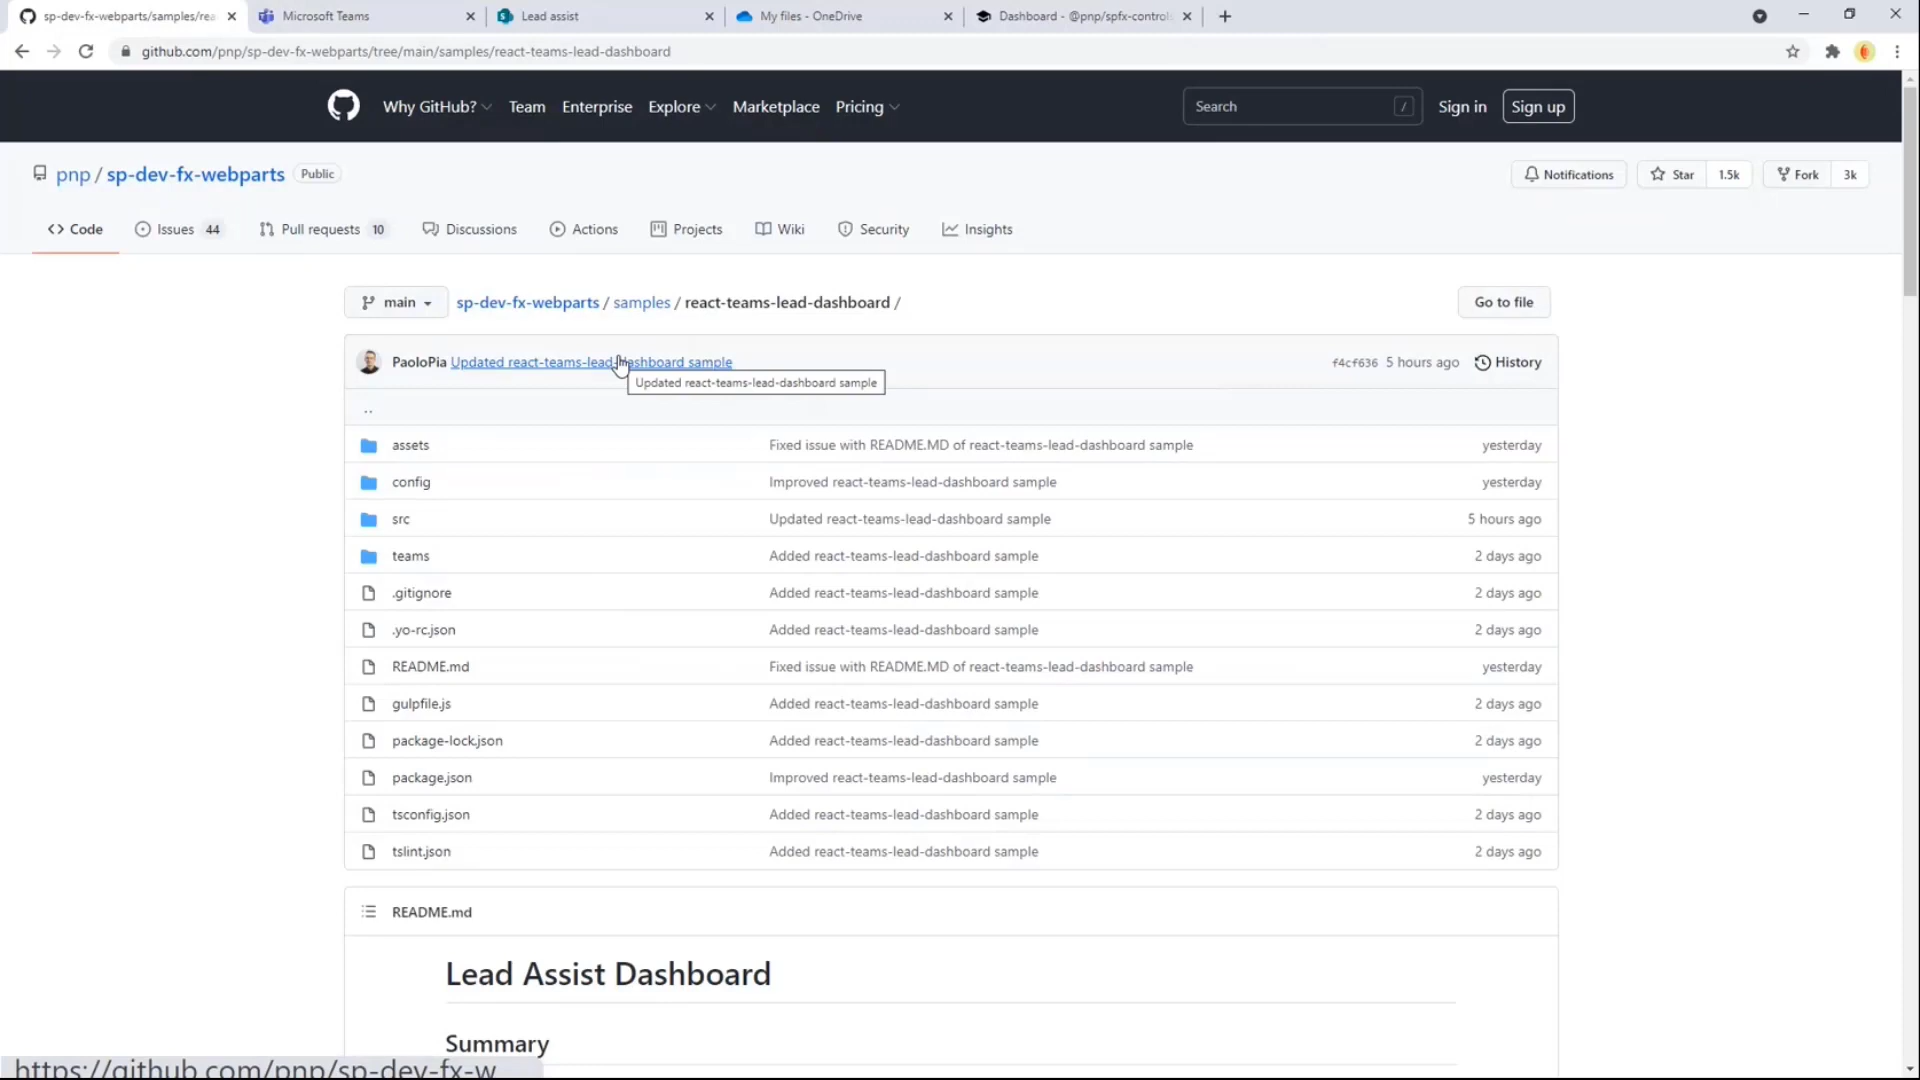 sp-dev-fx-webparts/samples/rea
Microsoft Teams
Lead assist
My files - OneDrive
Dashboard - @pnp/spfx-control
github.com/pnp/sp-dev-fx-webparts/tree/main/samples/react-teams-lead-dashboard
Why GitHub? Team Enterprise Explore Marketplace Pricing
Search / Sign in Sign up
pnp / sp-dev-fx-webparts Public
Notifications Star 1.5k Fork 3k
Code Issues 44 Pull requests 10 Discussions Actions Projects Wiki Security Insights
main sp-dev-fx-webparts / samples / react-teams-lead-dashboard / Go to file
PaoloPia Updated react-teams-lead-dashboard sample f4cf636 5 hours ago History
Updated react-teams-lead-dashboard sample
..
assets Fixed issue with README.MD of react-teams-lead-dashboard sample yesterday
config Improved react-teams-lead-dashboard sample yesterday
src Updated react-teams-lead-dashboard sample 5 hours ago
teams Added react-teams-lead-dashboard sample 2 days ago
.gitignore Added react-teams-lead-dashboard sample 2 days ago
.yo-rc.json Added react-teams-lead-dashboard sample 2 days ago
README.md Fixed issue with README.MD of react-teams-lead-dashboard sample yesterday
gulpfile.js Added react-teams-lead-dashboard sample 2 days ago
package-lock.json Added react-teams-lead-dashboard sample 2 days ago
package.json Improved react-teams-lead-dashboard sample yesterday
tsconfig.json Added react-teams-lead-dashboard sample 2 days ago
tslint.json Added react-teams-lead-dashboard sample 2 days ago
README.md
Lead Assist Dashboard
Summary
https://github.com/pnp/sp-dev-fx-w